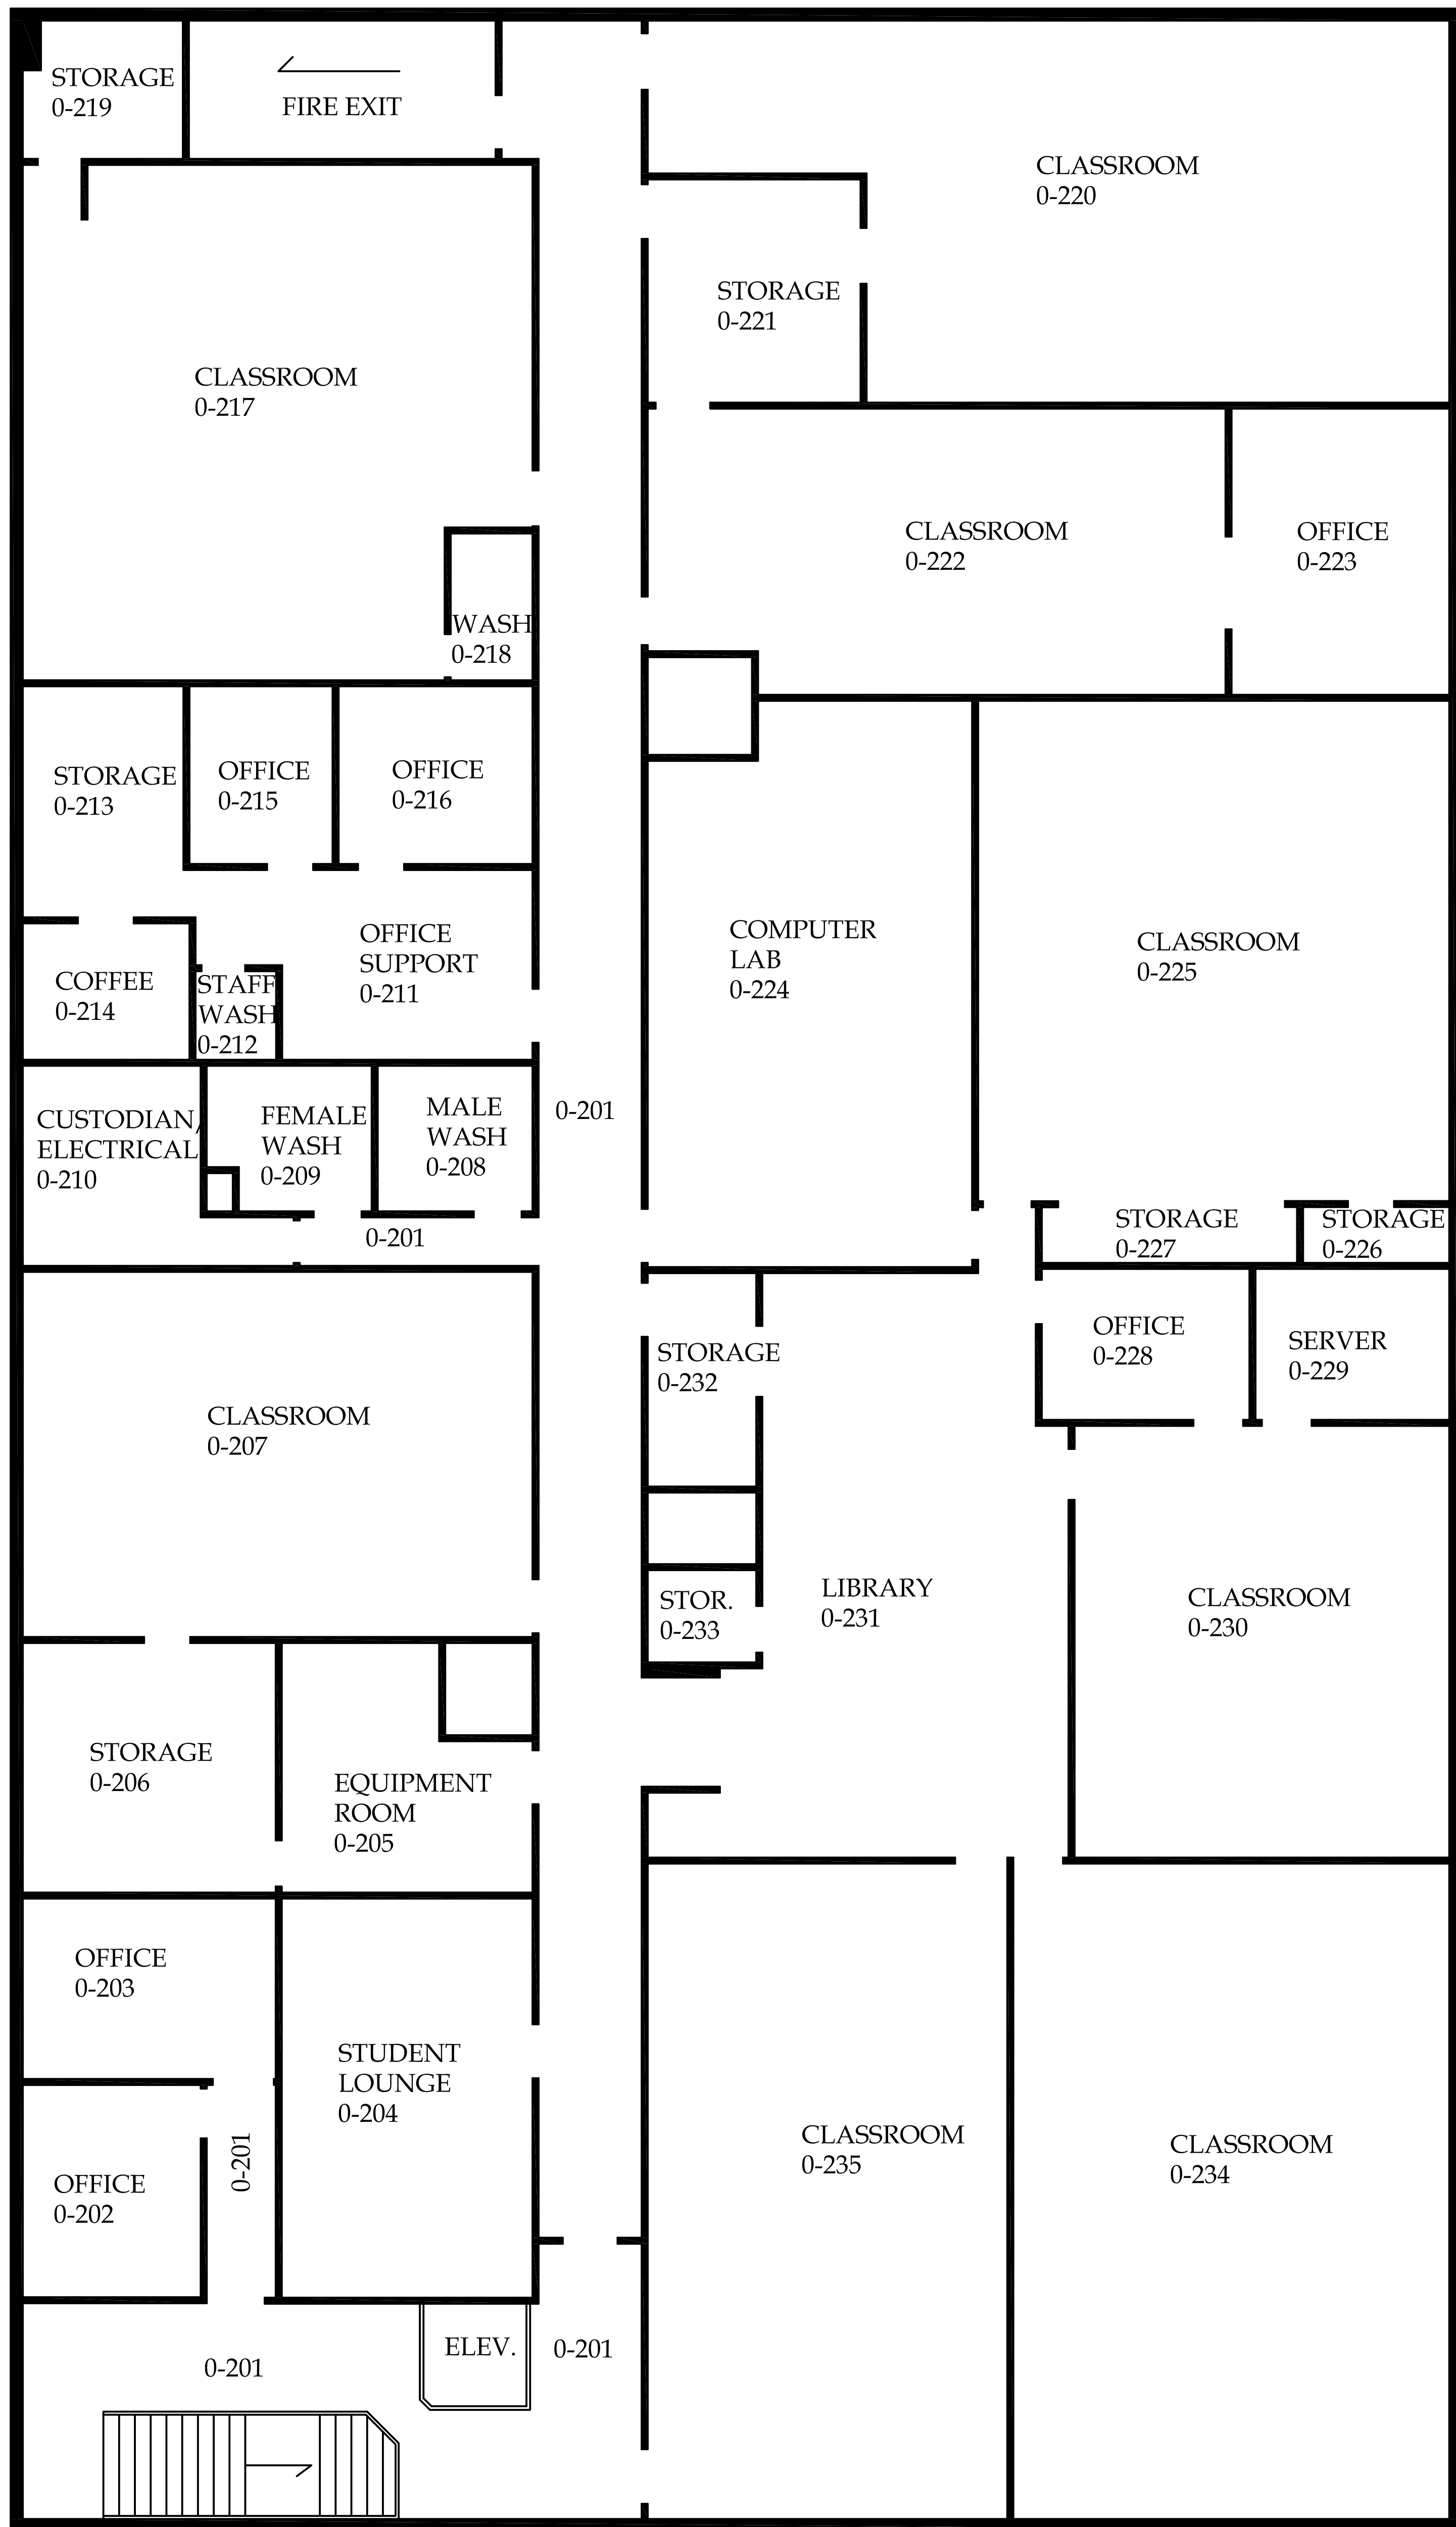 STORAGE
0-219
FIRE EXIT
CLASSROOM
0-220
STORAGE
0-221
CLASSROOM
0-217
CLASSROOM
0-222
OFFICE
0-223
WASH
0-218
STORAGE
0-213
OFFICE
0-215
OFFICE
0-216
OFFICE
SUPPORT
0-211
COFFEE
0-214
STAFF
WASH
0-212
COMPUTER
LAB
0-224
CLASSROOM
0-225
CUSTODIAN/
ELECTRICAL
0-210
FEMALE
WASH
0-209
MALE
WASH
0-208
0-201
0-201
STORAGE
0-227
STORAGE
0-226
OFFICE
0-228
SERVER
0-229
STORAGE
0-232
CLASSROOM
0-207
STOR.
0-233
LIBRARY
0-231
CLASSROOM
0-230
STORAGE
0-206
EQUIPMENT
ROOM
0-205
OFFICE
0-203
STUDENT
LOUNGE
0-204
0-201
OFFICE
0-202
CLASSROOM
0-235
CLASSROOM
0-234
ELEV.
0-201
0-201